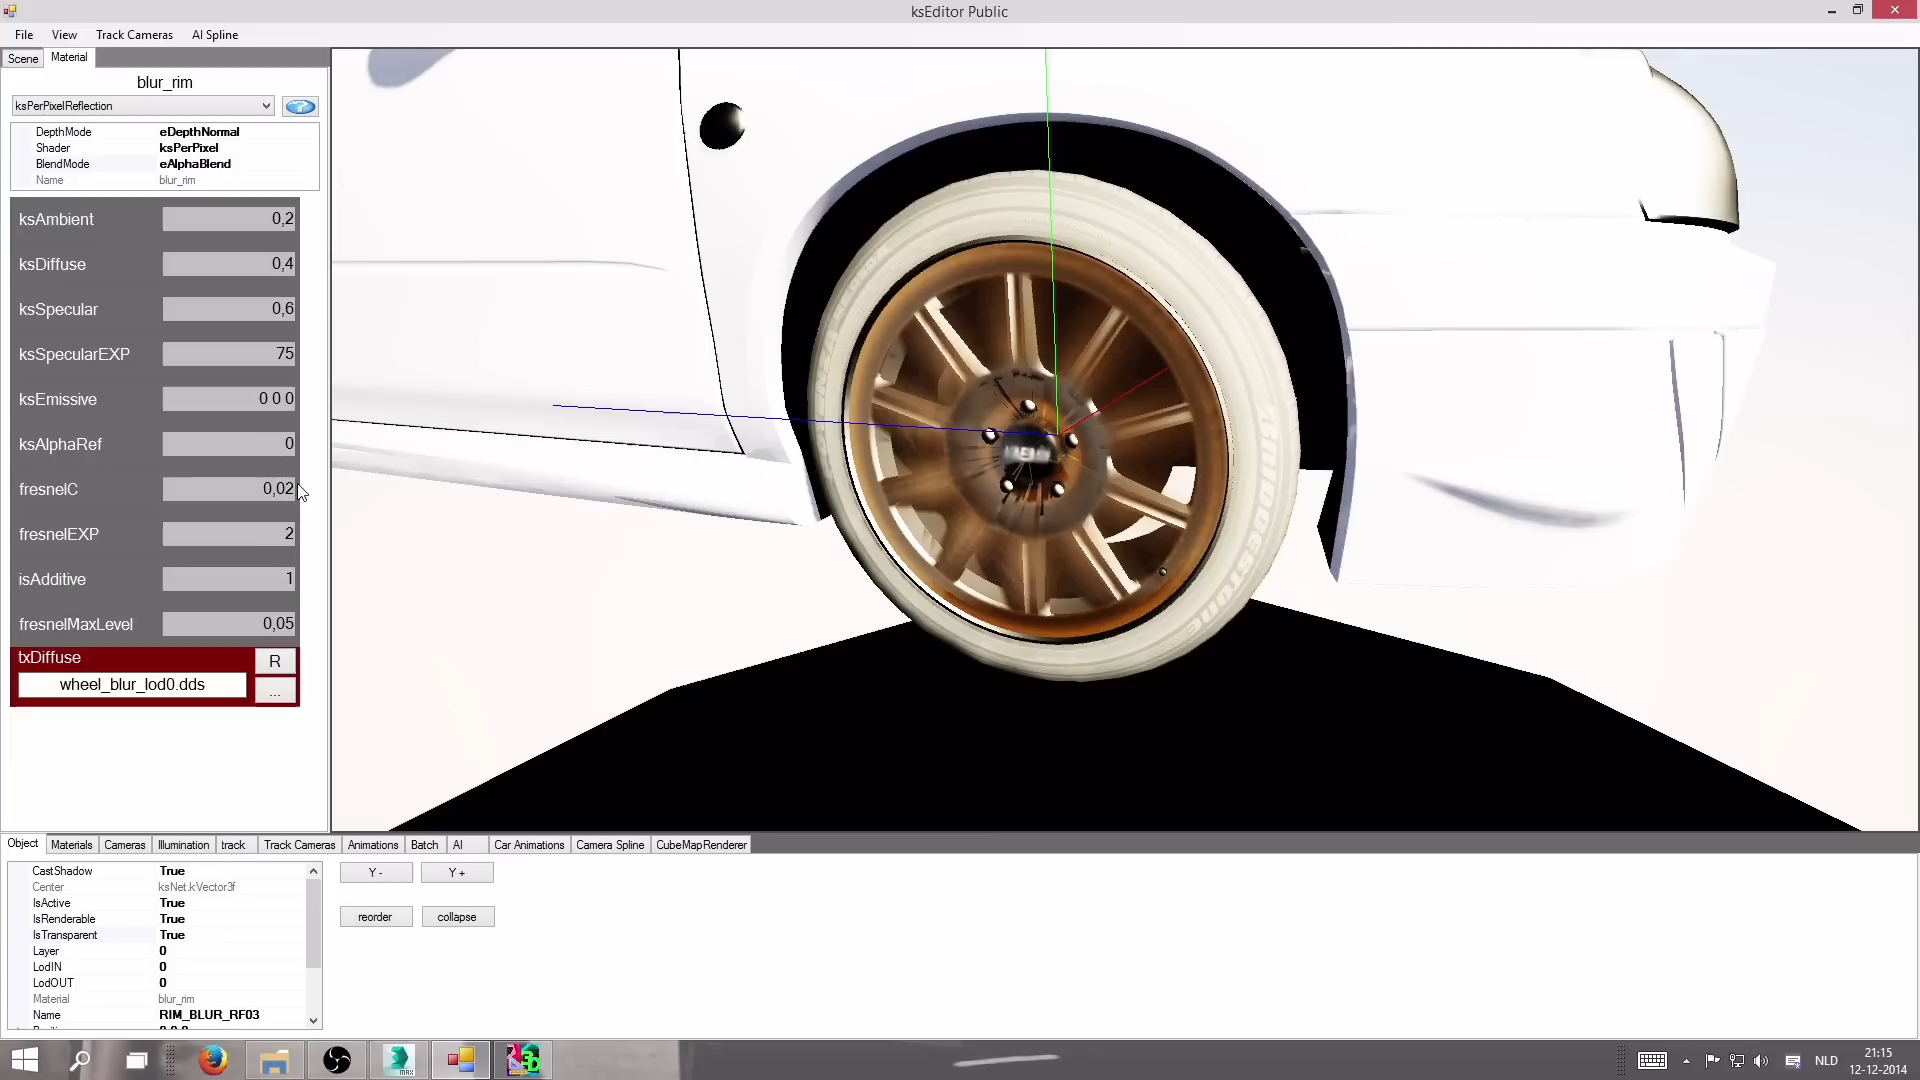 ksEditor Public
File View Track Cameras AI Spline
Scene Material
blur_rim
ksPerPixelReflection
DepthMode eDepthNormal
Shader ksPerPixel
BlendMode eAlphaBlend
Name blur_rim
ksAmbient 0,2
ksDiffuse 0,4
ksSpecular 0,6
ksSpecularEXP 75
ksEmissive 0 0 0
ksAlphaRef 0
fresnelC 0,02
fresnelEXP 2
isAdditive 1
fresnelMaxLevel 0,05
txDiffuse R
wheel_blur_lod0.dds ...
BRIDGESTONE
Object Materials Cameras Illumination track Track Cameras Animations Batch AI Car Animations Camera Spline CubeMapRenderer
CastShadow True
Center ksNet.kVector3f
IsActive True
IsRenderable True
IsTransparent True
Layer 0
LodIN 0
LodOUT 0
Material blur_rim
Name RIM_BLUR_RF03
Y - Y +
reorder collapse
MAX
3D
NLD
21:15
12-12-2014